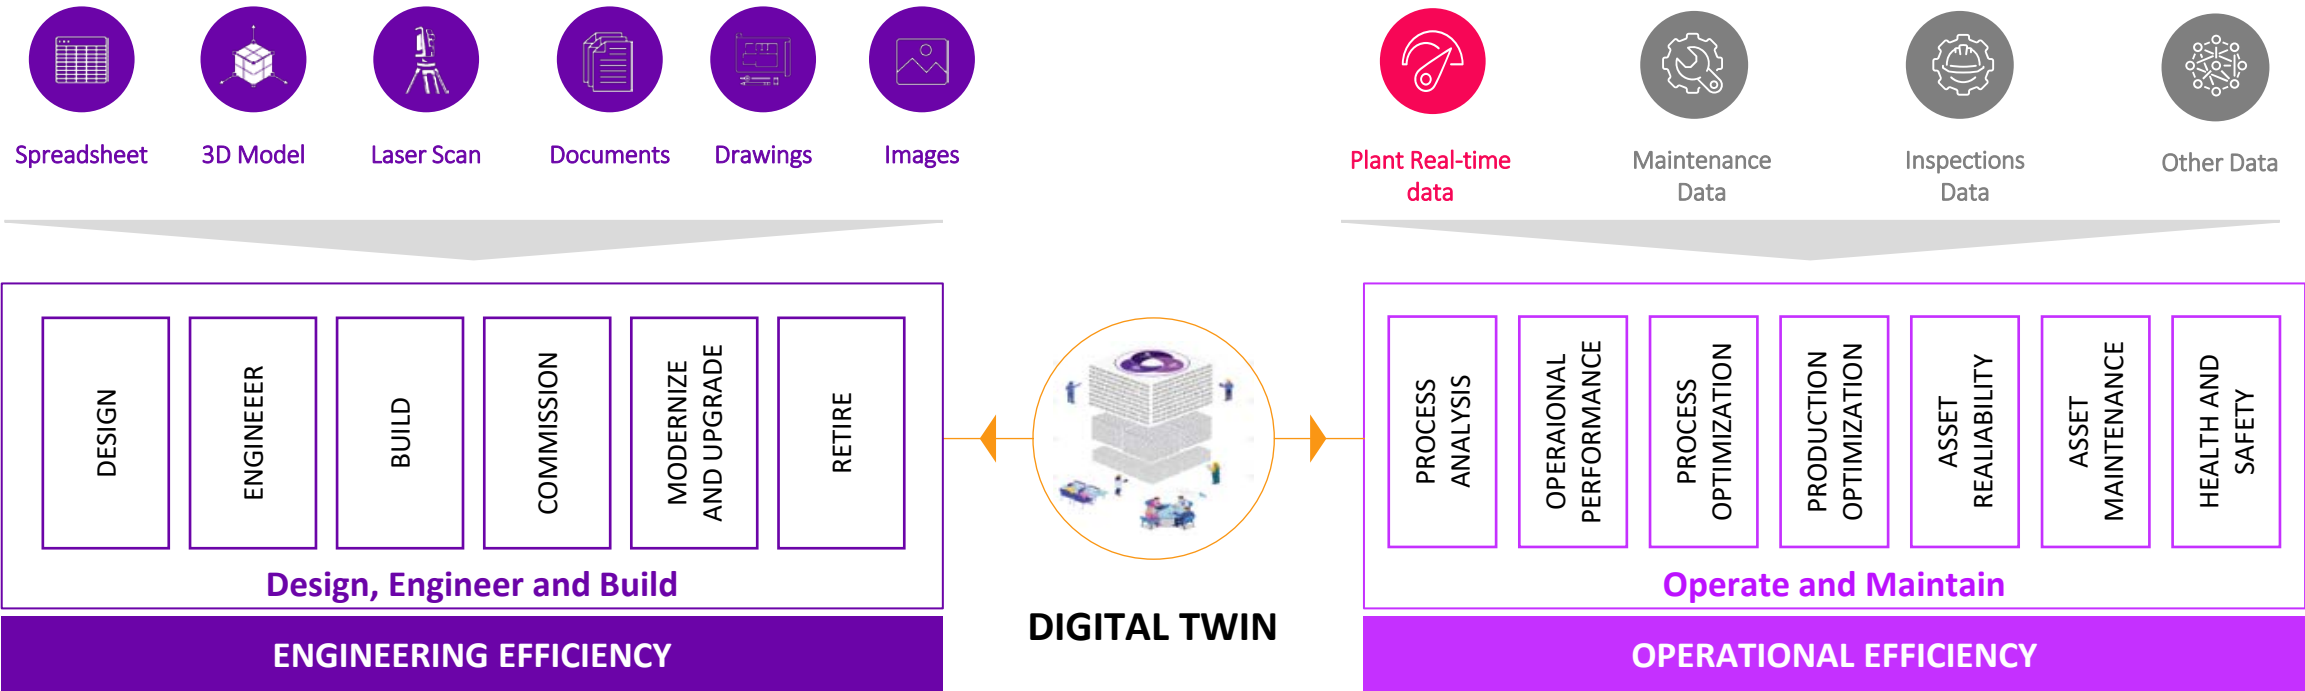 Spreadsheet
3D Model
Laser Scan
Documents
Drawings
Images
Plant Real-time
data
Maintenance
Data
Inspections
Data
Other Data
DESIGN
ENGINEER
BUILD
COMMISSION
MODERNIZE
AND UPGRADE
RETIRE
Design, Engineer and Build
ENGINEERING EFFICIENCY
DIGITAL TWIN
PROCESS
ANALYSIS
OPERAIONAL
PERFORMANCE
PROCESS
OPTIMIZATION
PRODUCTION
OPTIMIZATION
ASSET
REALIABILITY
ASSET
MAINTENANCE
HEALTH AND
SAFETY
Operate and Maintain
OPERATIONAL EFFICIENCY